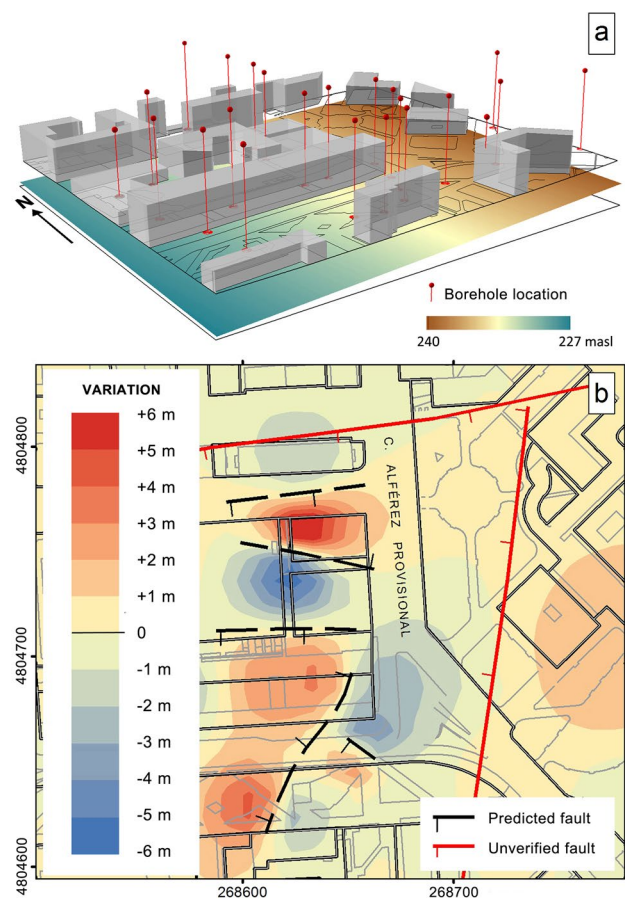 a
N
Borehole location
240
227 masl
b
VARIATION
+6 m
+5 m
+4 m
+3 m
+2 m
+1 m
0
-1 m
-2 m
-3 m
-4 m
-5 m
-6 m
C. ALFÉREZ PROVISIONAL
4804800
4804700
4804600
Predicted fault
Unverified fault
268600
268700